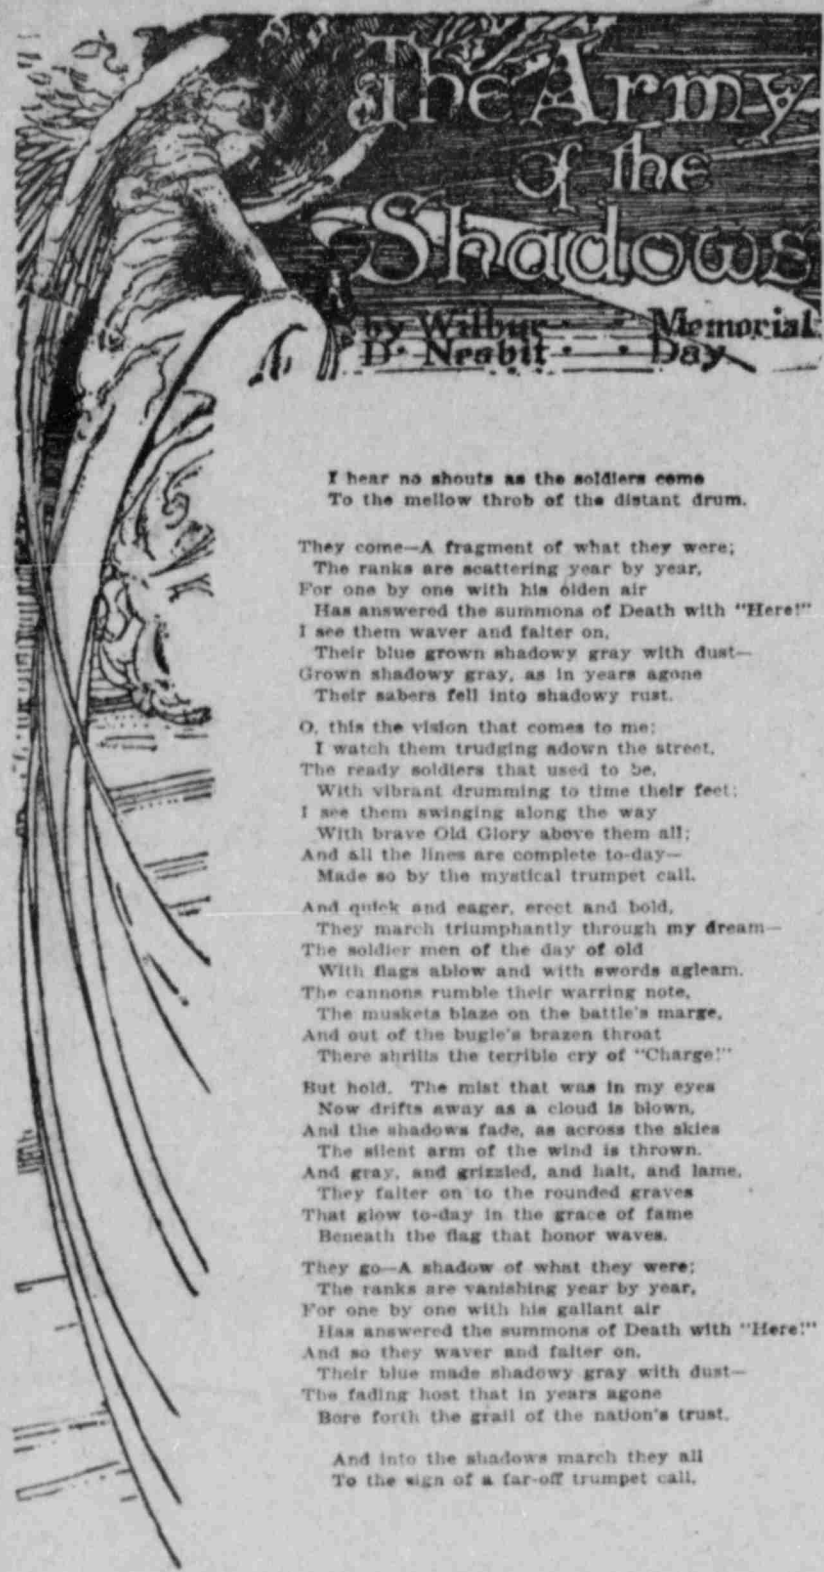 The Army
of the
Shadows
by Wilbur Memorial
D. Nesbit Day
I hear no shouts as the soldiers come
To the mellow throb of the distant drum.
They come—A fragment of what they were;
The ranks are scattering year by year,
For one by one with his olden air
Has answered the summons of Death with "Here!"
I see them waver and falter on,
Their blue grown shadowy gray with dust—
Grown shadowy gray, as in years agone
Their sabers fell into shadowy rust.
O, this the vision that comes to me;
I watch them trudging adown the street,
The ready soldiers that used to be,
With vibrant drumming to time their feet;
I see them swinging along the way
With brave Old Glory above them all;
And all the lines are complete to-day—
Made so by the mystical trumpet call.
And quick and eager, erect and bold,
They march triumphantly through my dream—
The soldier men of the day of old
With flags ablow and with swords agleam.
The cannons rumble their warring note,
The muskets blaze on the battle's marge,
And out of the bugle's brazen throat
There shrills the terrible cry of "Charge!"
But hold. The mist that was in my eyes
Now drifts away as a cloud is blown,
And the shadows fade, as across the skies
The silent arm of the wind is thrown.
And gray, and grizzled, and halt, and lame,
They falter on to the rounded graves
That glow to-day in the grace of fame
Beneath the flag that honor waves.
They go—A shadow of what they were;
The ranks are vanishing year by year,
For one by one with his gallant air
Has answered the summons of Death with "Here!"
And so they waver and falter on,
Their blue made shadowy gray with dust—
The fading host that in years agone
Bore forth the grail of the nation's trust.
And into the shadows march they all
To the sign of a far-off trumpet call.